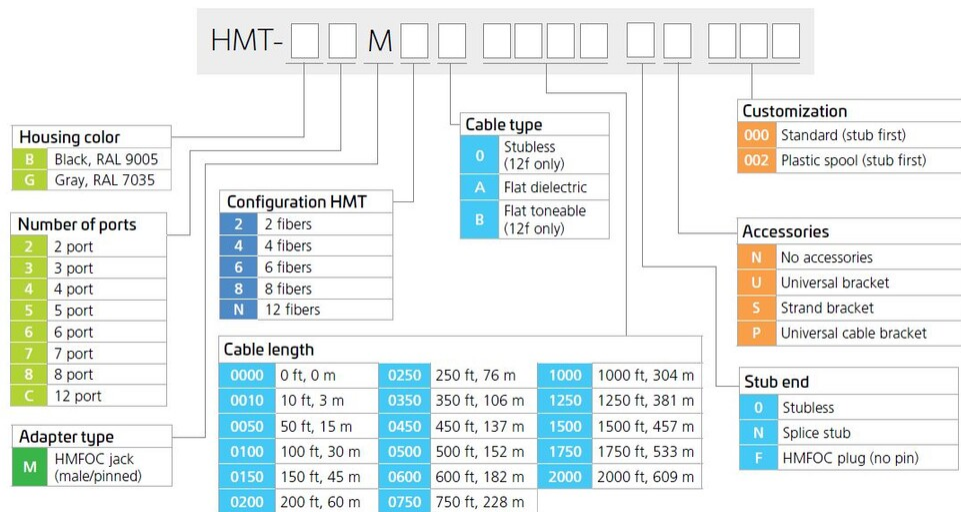 HMT- M
Housing color
B Black, RAL 9005
G Gray, RAL 7035
Number of ports
2 2 port
3 3 port
4 4 port
5 5 port
6 6 port
7 7 port
8 8 port
C 12 port
Adapter type
M HMFOC jack
(male/pinned)
Configuration HMT
2 2 fibers
4 4 fibers
6 6 fibers
8 8 fibers
N 12 fibers
Cable type
0 Stubless
(12f only)
A Flat dielectric
B Flat toneable
(12f only)
Cable length
0000 0 ft, 0 m 0250 250 ft, 76 m 1000 1000 ft, 304 m
0010 10 ft, 3 m 0350 350 ft, 106 m 1250 1250 ft, 381 m
0050 50 ft, 15 m 0450 450 ft, 137 m 1500 1500 ft, 457 m
0100 100 ft, 30 m 0500 500 ft, 152 m 1750 1750 ft, 533 m
0150 150 ft, 45 m 0600 600 ft, 182 m 2000 2000 ft, 609 m
0200 200 ft, 60 m 0750 750 ft, 228 m
Customization
000 Standard (stub first)
002 Plastic spool (stub first)
Accessories
N No accessories
U Universal bracket
S Strand bracket
P Universal cable bracket
Stub end
0 Stubless
N Splice stub
F HMFOC plug (no pin)